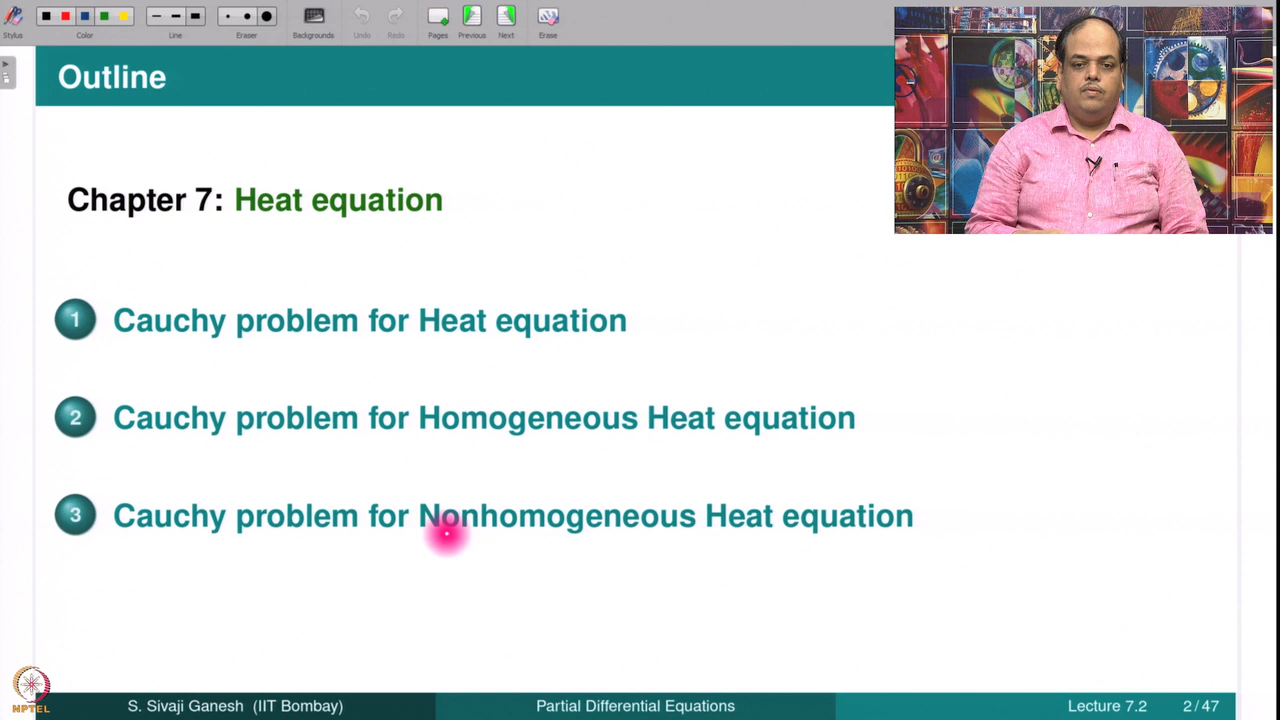 Stylus
Color
Line
Eraser
Backgrounds
Undo
Redo
Pages
Previous
Next
Erase
Outline
Chapter 7: Heat equation
1 Cauchy problem for Heat equation
2 Cauchy problem for Homogeneous Heat equation
3 Cauchy problem for Nonhomogeneous Heat equation
NPTEL
S. Sivaji Ganesh (IIT Bombay)
Partial Differential Equations
Lecture 7.2
2 / 47